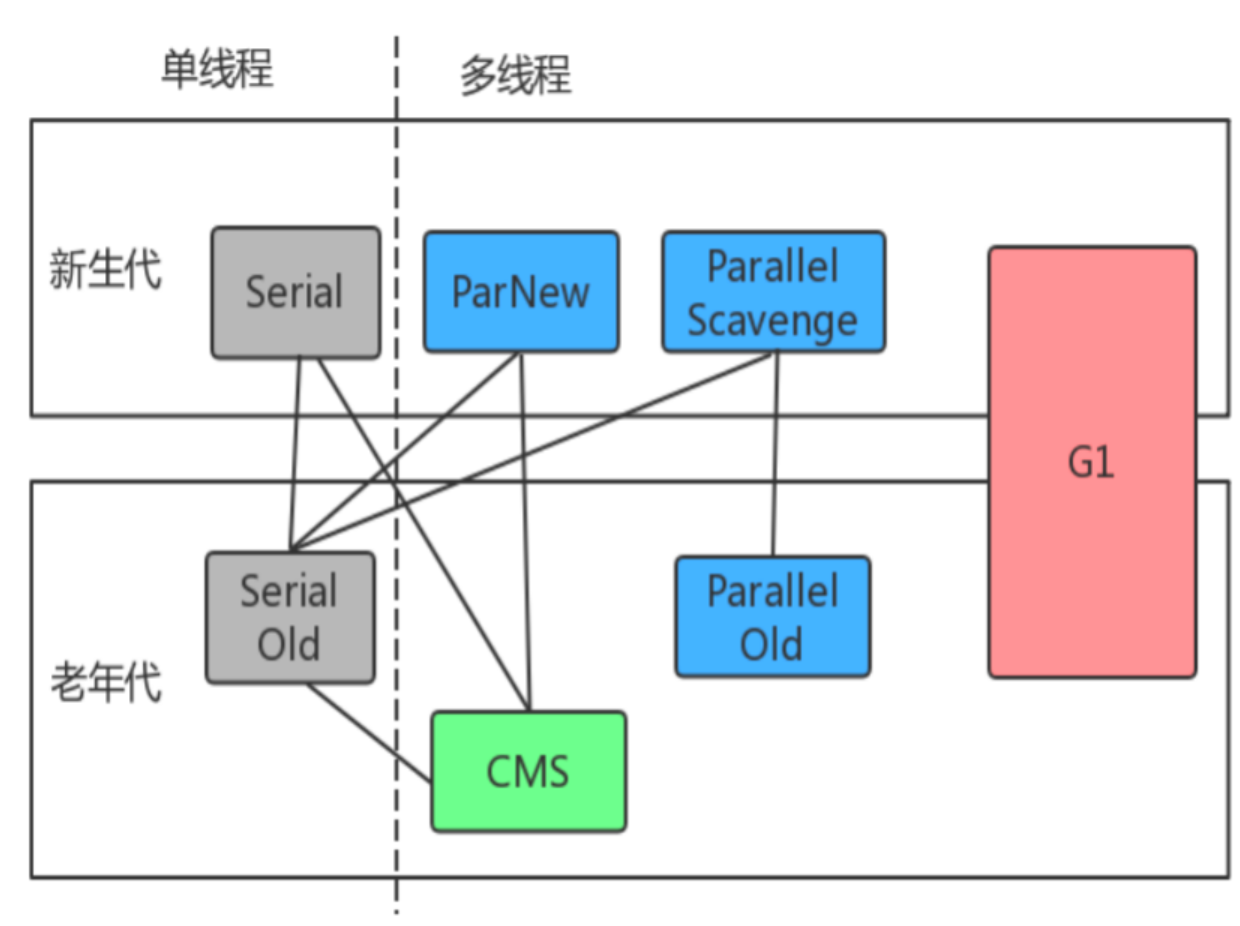 单线程
多线程
新生代
Serial
ParNew
Parallel
Scavenge
G1
老年代
Serial
Old
Parallel
Old
CMS